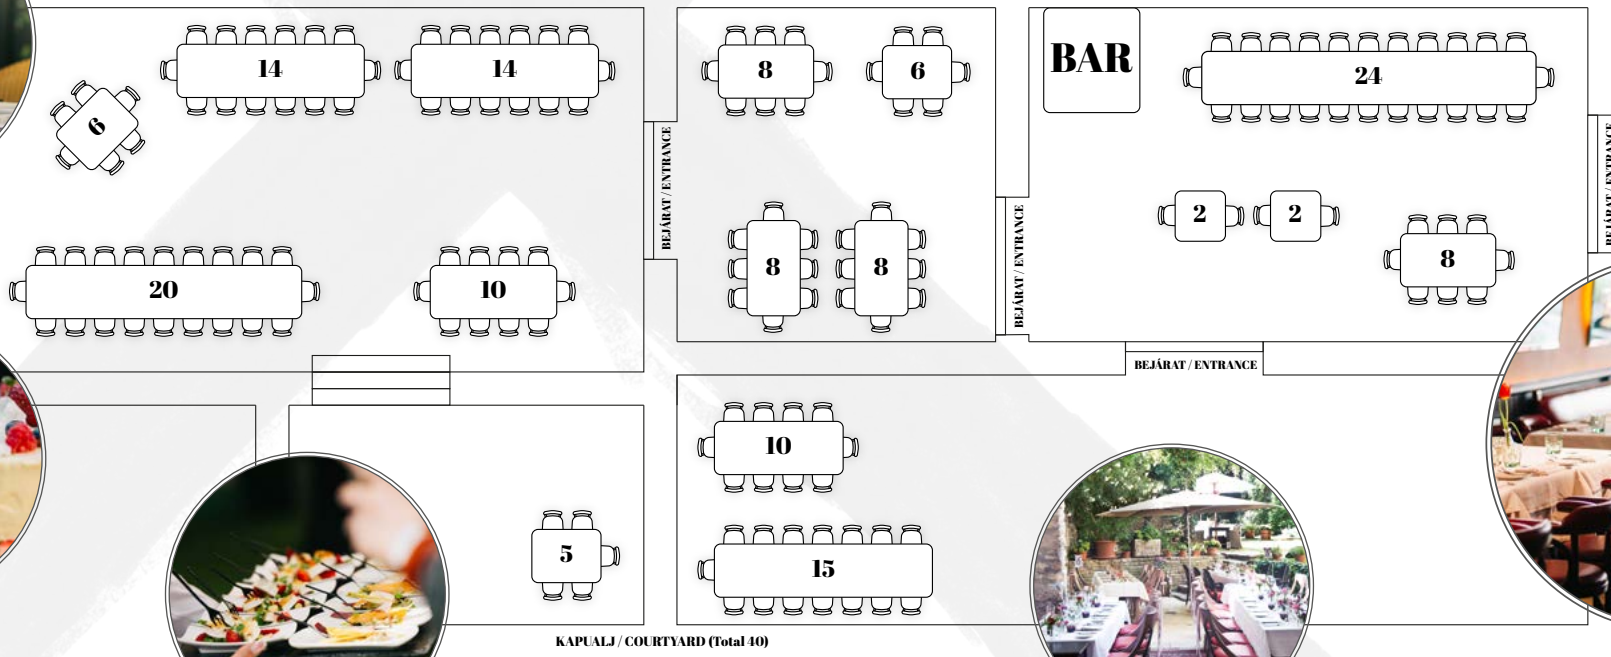 14
14
8
6
BAR
24
6
BEJÁRAT / ENTRANCE
BEJÁRAT / ENTRANCE
2
2
8
8
8
BEJÁRAT / ENTRANCE
20
10
BEJÁRAT / ENTRANCE
10
5
15
KAPUALJ / COURTYARD (Total 40)